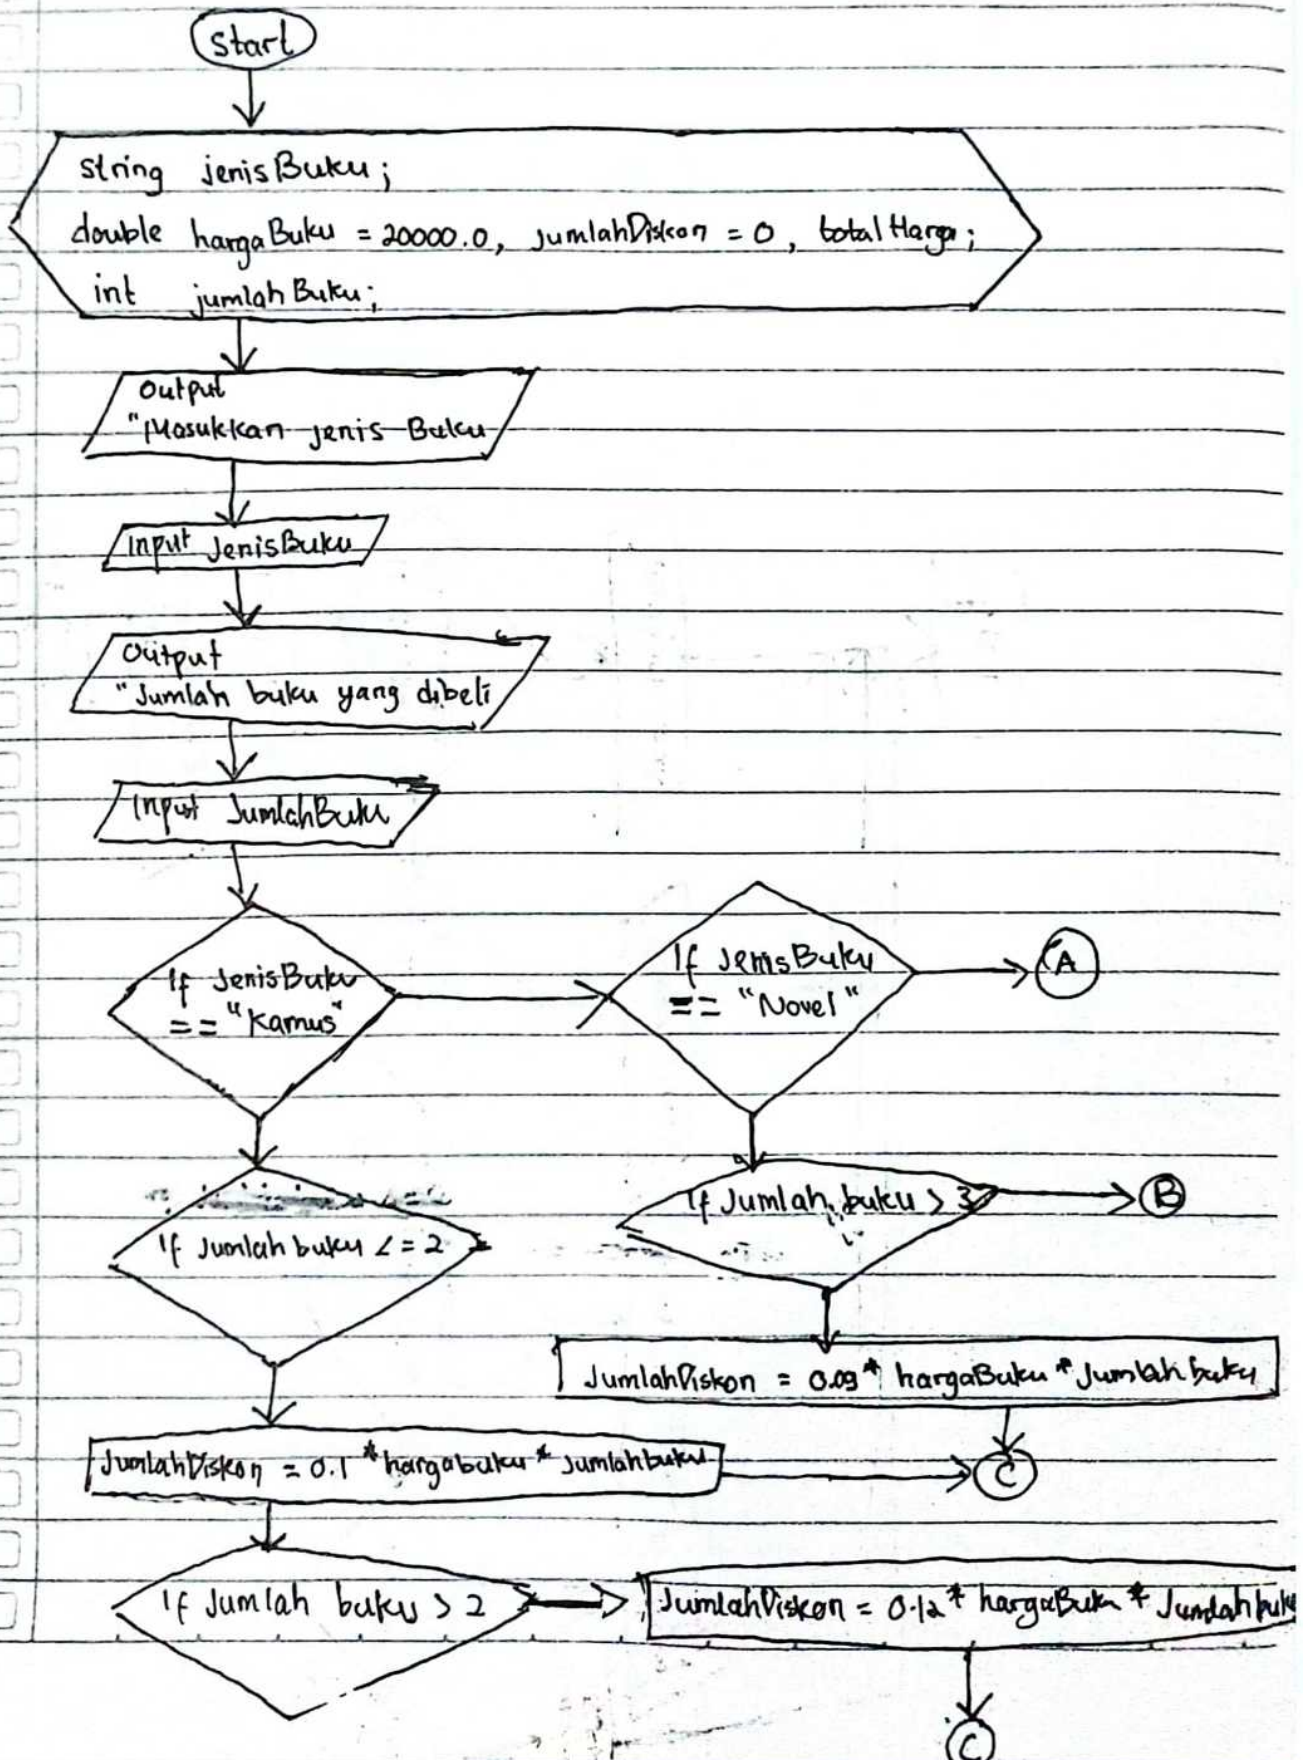 Start
string jenisBuku;
double hargaBuku = 20000.0, jumlahDiskon = 0, totalHarga;
int jumlahBuku;
Output
"Masukkan jenis Buku
Input JenisBuku
Output
"Jumlah buku yang dibeli
Input JumlahBuku
If JenisBuku
== "Kamus"
If JenisBuku
== "Novel"
A
If Jumlah buku <= 2
If Jumlah buku > 3
B
JumlahDiskon = 0.09 * hargaBuku * Jumlah buku
JumlahDiskon = 0.1 * hargabuku * Jumlahbuku
C
If Jumlah buku > 2
JumlahDiskon = 0.12 * hargaBuku * Jumlah buku
C